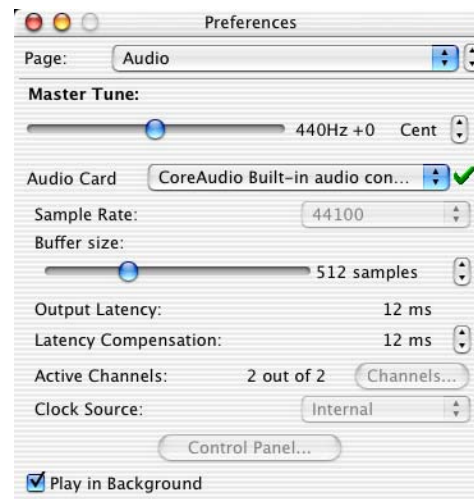 Preferences
Page: Audio
Master Tune:
440Hz +0 Cent
Audio Card CoreAudio Built-in audio con...
Sample Rate: 44100
Buffer size:
512 samples
Output Latency: 12 ms
Latency Compensation: 12 ms
Active Channels: 2 out of 2 Channels...
Clock Source: Internal
Control Panel...
Play in Background